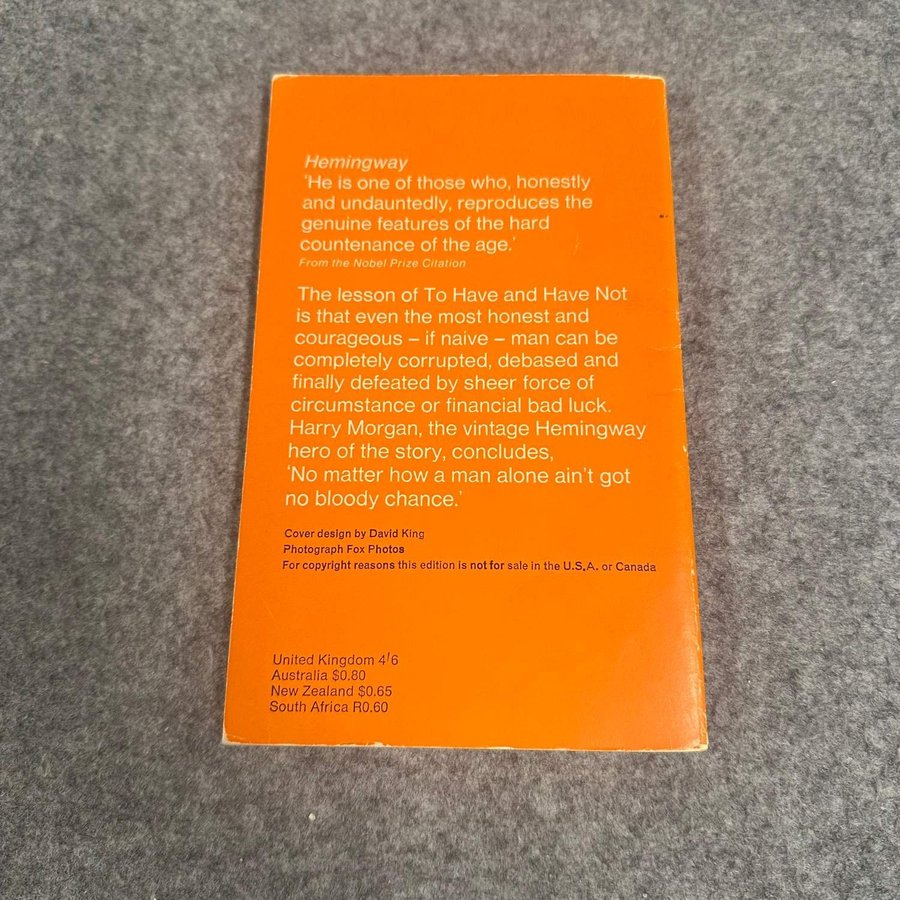 Hemingway
‘He is one of those who, honestly
and undauntedly, reproduces the
genuine features of the hard
countenance of the age.’
From the Nobel Prize Citation
The lesson of To Have and Have Not
is that even the most honest and
courageous – if naive – man can be
completely corrupted, debased and
finally defeated by sheer force of
circumstance or financial bad luck.
Harry Morgan, the vintage Hemingway
hero of the story, concludes,
‘No matter how a man alone ain’t got
no bloody chance.’
Cover design by David King
Photograph Fox Photos
For copyright reasons this edition is not for sale in the U.S.A. or Canada
United Kingdom 4/6
Australia $0.80
New Zealand $0.65
South Africa R0.60